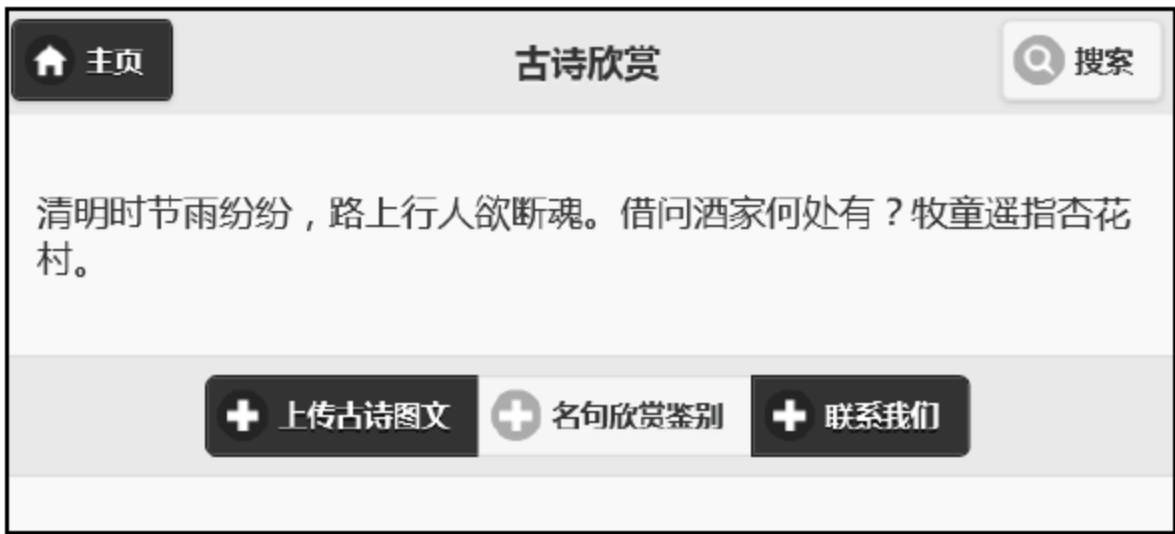 主页 古诗欣赏 搜索
清明时节雨纷纷，路上行人欲断魂。借问酒家何处有？牧童遥指杏花
村。
上传古诗图文 名句欣赏鉴别 联系我们